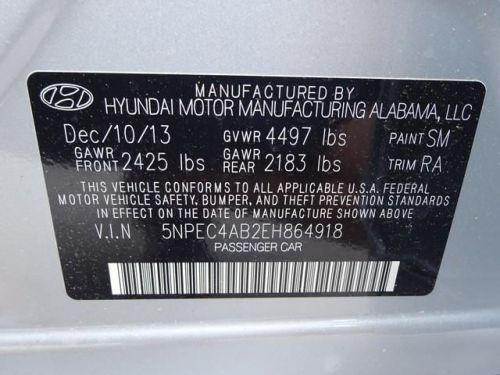 MANUFACTURED BY
HYUNDAI MOTOR MANUFACTURING ALABAMA, LLC
Dec/10/13 GVWR 4497 lbs PAINT SM
GAWR FRONT 2425 lbs GAWR REAR 2183 lbs TRIM RA
THIS VEHICLE CONFORMS TO ALL APPLICABLE U.S.A. FEDERAL
MOTOR VEHICLE SAFETY, BUMPER, AND THEFT PREVENTION STANDARDS
IN EFFECT ON THE DATE OF MANUFACTURE SHOWN ABOVE.
V.I.N 5NPEC4AB2EH864918
PASSENGER CAR